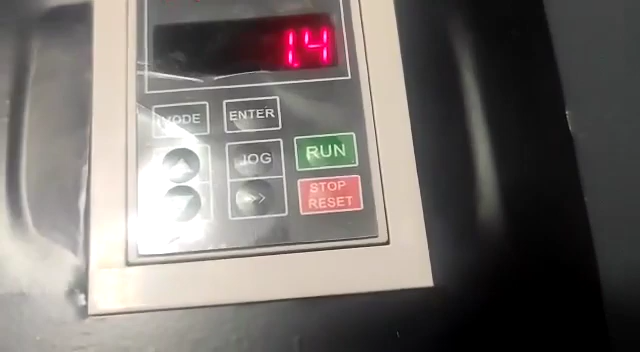 14
MODE
ENTER
JOG
RUN
>>>
STOP
RESET